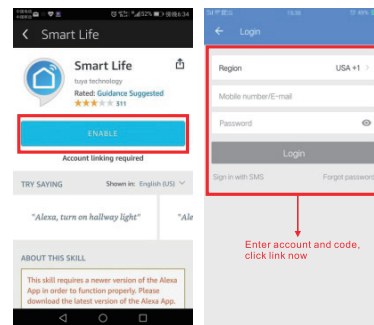 52%
6:34
Smart Life
Smart Life
tuya technology
Rated: Guidance Suggested
311
ENABLE
Account linking required
TRY SAYING
Shown in: English (US)
"Alexa, turn on hallway light"
"Ale
ABOUT THIS SKILL
This skill requires a newer version of the Alexa
App in order to function properly. Please
download the latest version of the Alexa App.
Login
Region
USA +1
Mobile number/E-mail
Password
Login
Sign in with SMS
Forgot password
Enter account and code,
click link now